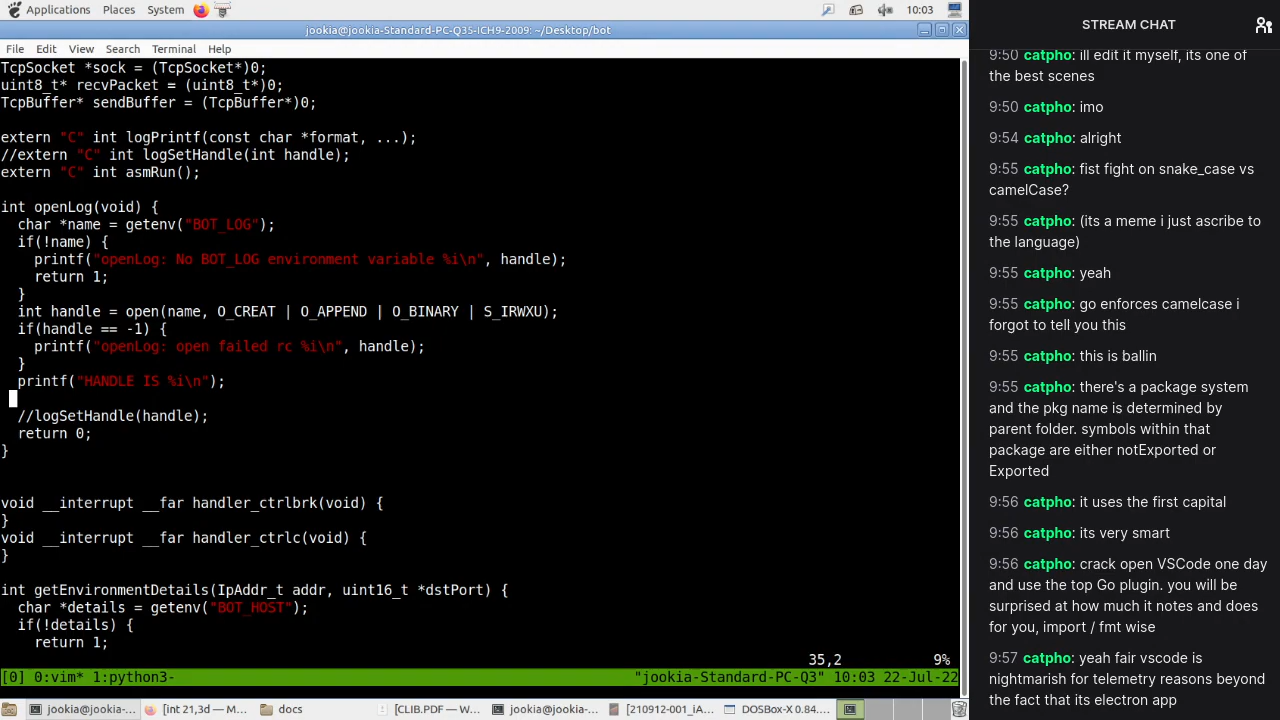 Applications Places System 10:03
jookia@jookia-Standard-PC-Q35-ICH9-2009: ~/Desktop/bot
File Edit View Search Terminal Help
TcpSocket *sock = (TcpSocket*)0;
uint8_t* recvPacket = (uint8_t*)0;
TcpBuffer* sendBuffer = (TcpBuffer*)0;
extern "C" int logPrintf(const char *format, ...);
//extern "C" int logSetHandle(int handle);
extern "C" int asmRun();
int openLog(void) {
char *name = getenv("BOT_LOG");
if(!name) {
printf("openLog: No BOT_LOG environment variable %i\n", handle);
return 1;
}
int handle = open(name, O_CREAT | O_APPEND | O_BINARY | S_IRWXU);
if(handle == -1) {
printf("openLog: open failed rc %i\n", handle);
}
printf("HANDLE IS %i\n");
//logSetHandle(handle);
return 0;
}
void __interrupt __far handler_ctrlbrk(void) {
}
void __interrupt __far handler_ctrlc(void) {
}
int getEnvironmentDetails(IpAddr_t addr, uint16_t *dstPort) {
char *details = getenv("BOT_HOST");
if(!details) {
return 1;
35,2 9%
[0] 0:vim* 1:python3- "jookia-Standard-PC-Q3" 10:03 22-Jul-22
jookia@jookia-... [int 21,3d) — M... docs [CLIB.PDF — W... jookia@jookia-... [210912-001_iA... DOSBox-X 0.84....
STREAM CHAT
9:50 catpho: ill edit it myself, its one of
the best scenes
9:50 catpho: imo
9:54 catpho: alright
9:55 catpho: fist fight on snake_case vs
camelCase?
9:55 catpho: (its a meme i just ascribe to
the language)
9:55 catpho: yeah
9:55 catpho: go enforces camelcase i
forgot to tell you this
9:55 catpho: this is ballin
9:55 catpho: there's a package system
and the pkg name is determined by
parent folder. symbols within that
package are either notExported or
Exported
9:56 catpho: it uses the first capital
9:56 catpho: its very smart
9:56 catpho: crack open VSCode one day
and use the top Go plugin. you will be
surprised at how much it notes and does
for you, import / fmt wise
9:57 catpho: yeah fair vscode is
nightmarish for telemetry reasons beyond
the fact that its electron app